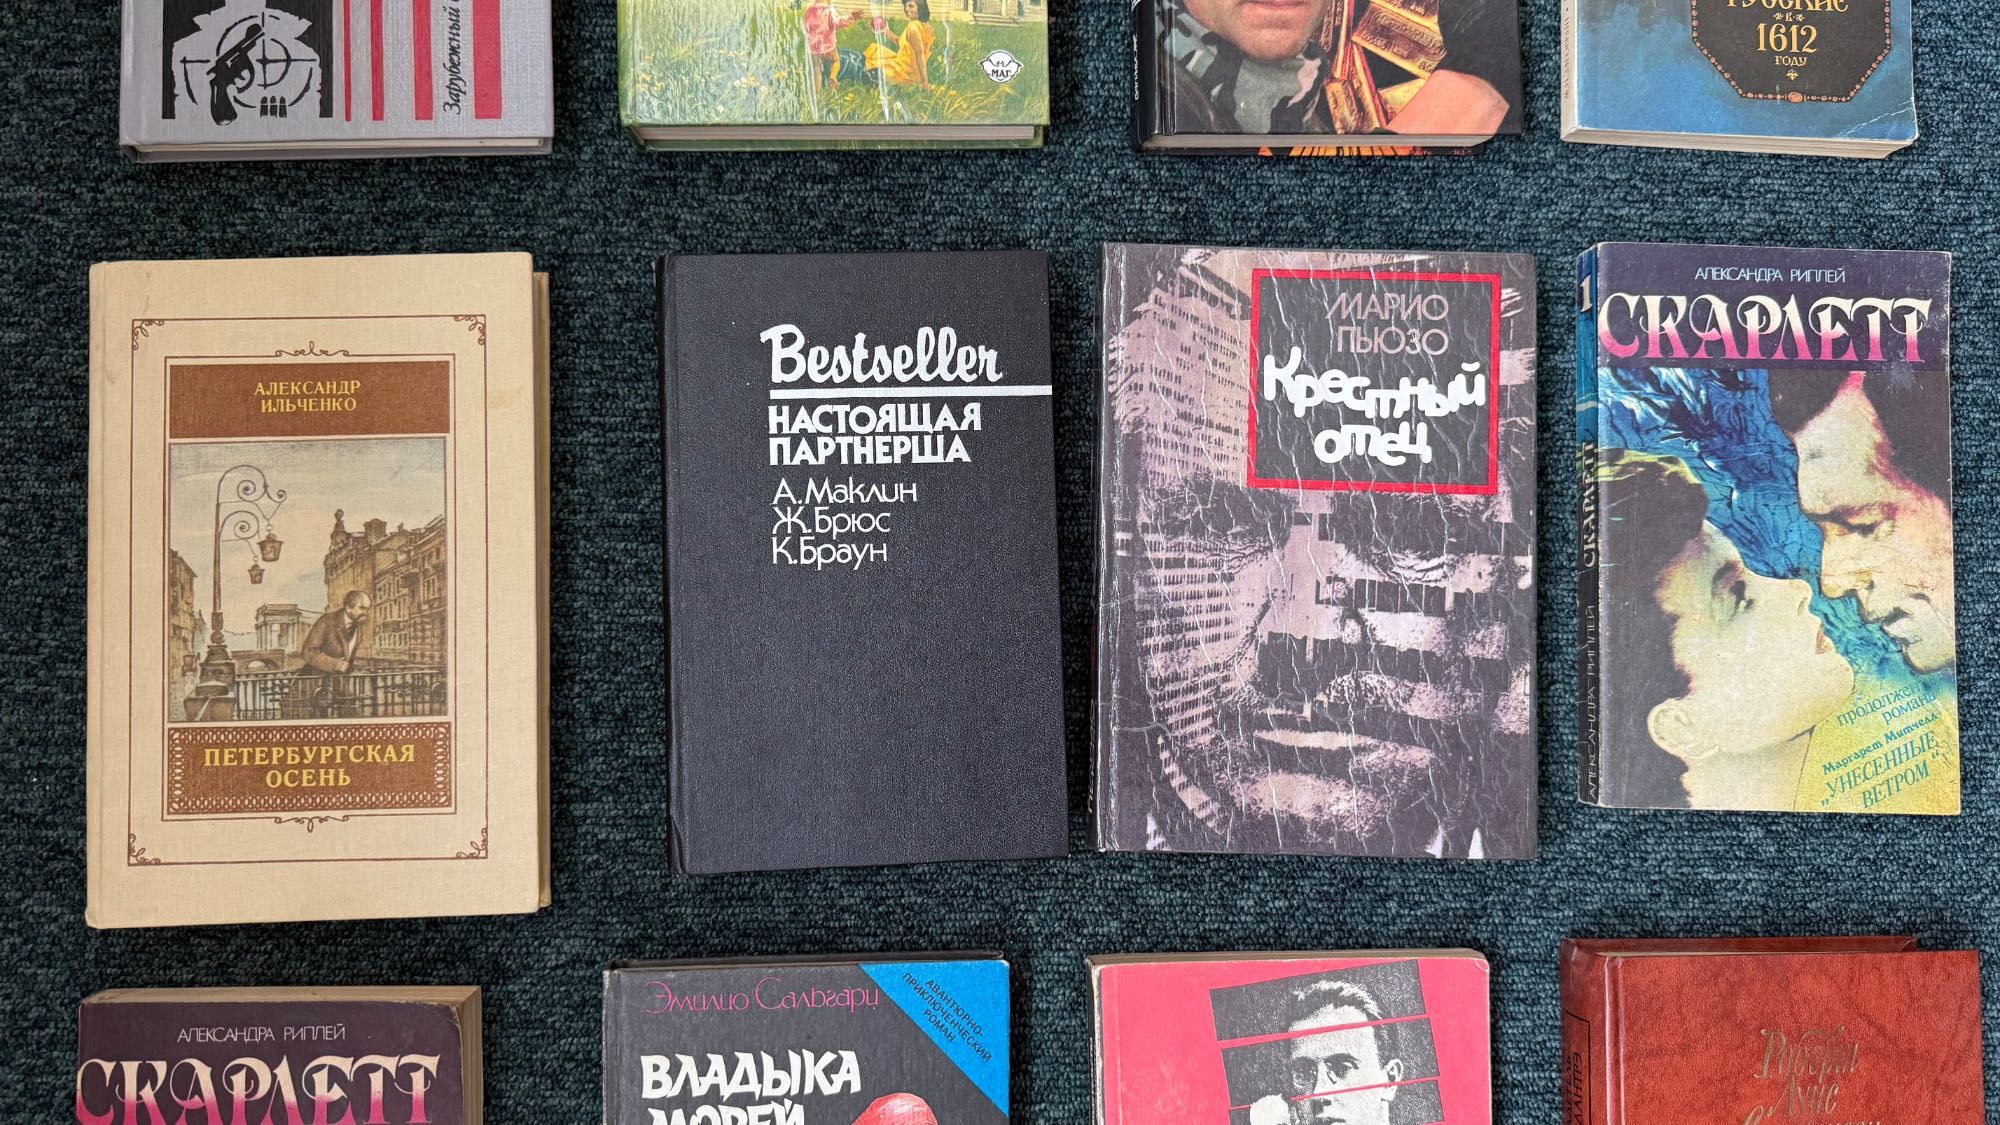 Зарубежный
МАГ
РУССКИЕ
В
1612
ГОДУ
АЛЕКСАНДР
ИЛЬЧЕНКО
ПЕТЕРБУРГСКАЯ
ОСЕНЬ
Bestseller
НАСТОЯЩАЯ
ПАРТНЕРША
А.Маклин
Ж.Брюс
К.Браун
МАРИО
ПЬЮЗО
Крестный
отец
1
СКАРЛЕТТ
АЛЕКСАНДРА РИПЛЕЙ
АЛЕКСАНДРА РИПЛЕЙ
СКАРЛЕТТ
романа
Маргарет Митчелл
„УНЕСЕННЫЕ
ВЕТРОМ“
АЛЕКСАНДРА РИПЛЕЙ
СКАРЛЕТТ
Эмилио Сальгари
АВАНТЮРНО-
ПРИКЛЮЧЕНЧЕСКИЙ
РОМАН
ВЛАДЫКА
МОРЕЙ
Роберт
Луис